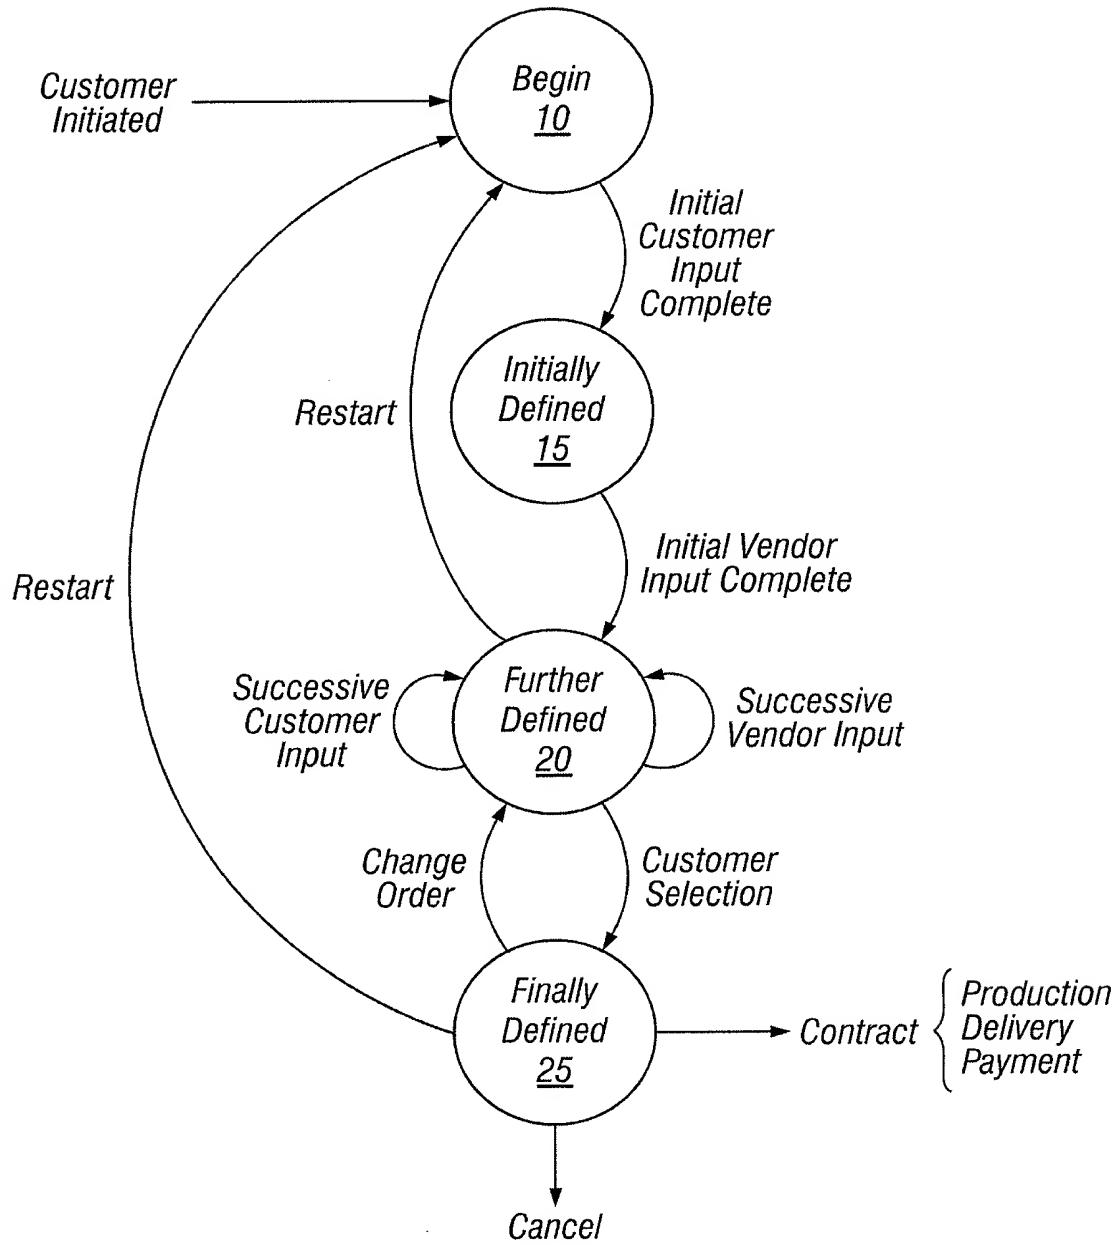 Customer
Initiated
Begin
10
Initial
Customer
Input
Complete
Initially
Defined
15
Restart
Initial Vendor
Input Complete
Restart
Further
Defined
20
Successive
Customer
Input
Successive
Vendor Input
Change
Order
Customer
Selection
Finally
Defined
25
Contract
Production
Delivery
Payment
Cancel